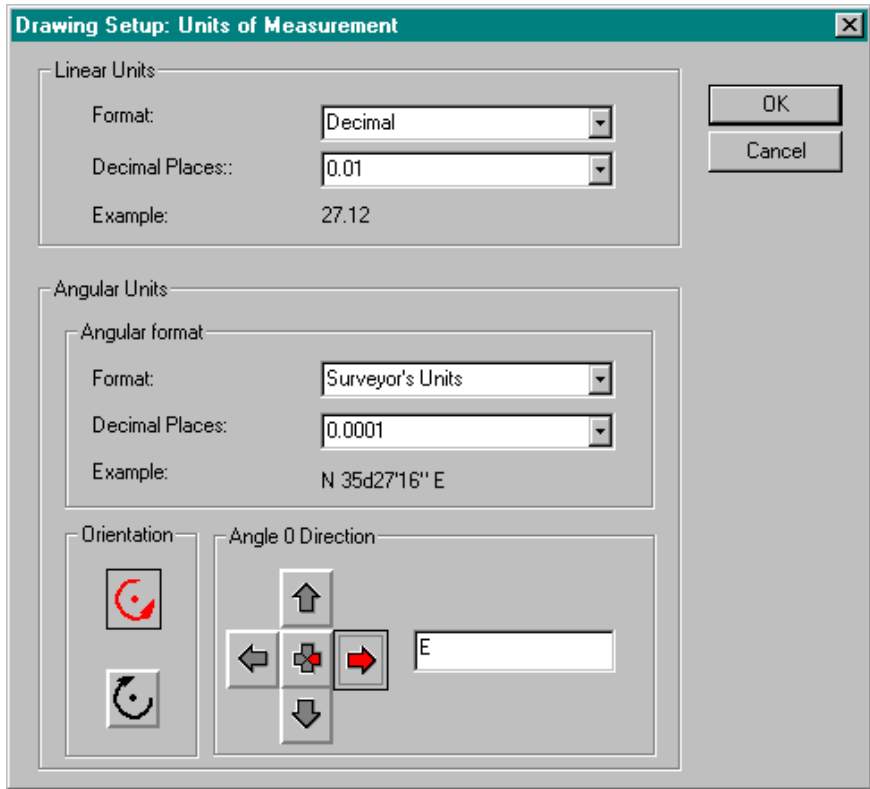 Drawing Setup: Units of Measurement
Linear Units
Format:
Decimal
OK
Decimal Places::
0.01
Cancel
Example:
27.12
Angular Units
Angular format
Format:
Surveyor's Units
Decimal Places:
0.0001
Example:
N 35d27'16'' E
Orientation
Angle 0 Direction
E